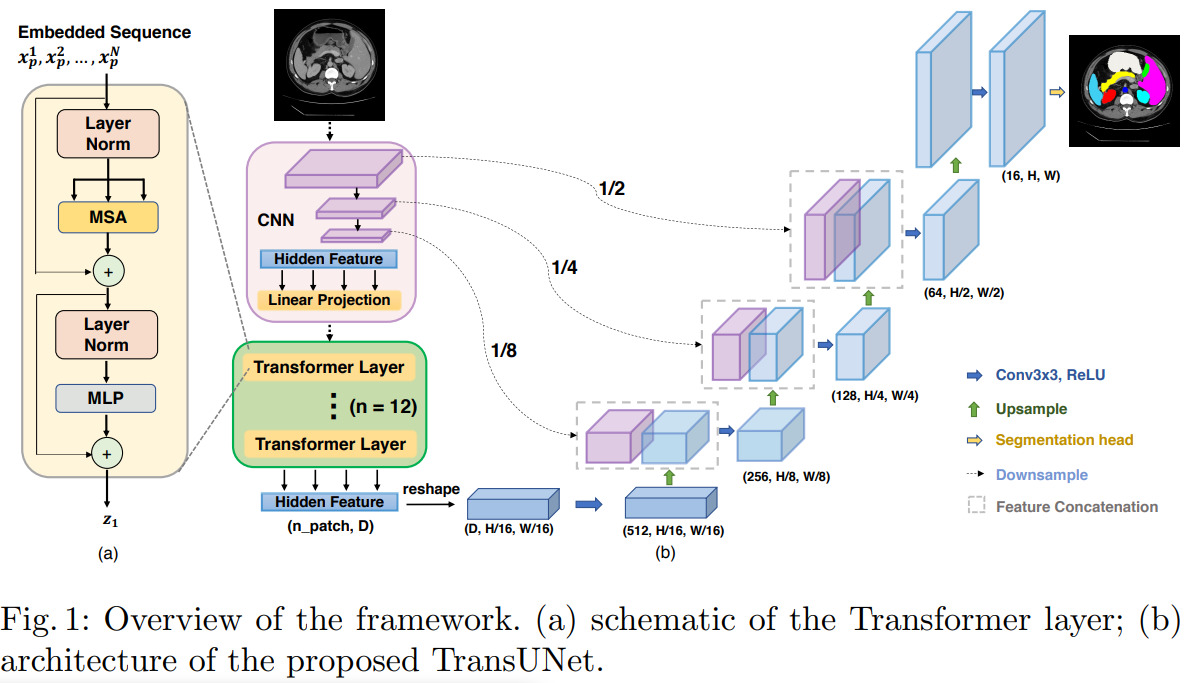 Embedded Sequence
x_p^1, x_p^2, ..., x_p^N
Layer
Norm
MSA
+
Layer
Norm
MLP
+
z_1
(a)
CNN
Hidden Feature
Linear Projection
Transformer Layer
(n = 12)
Transformer Layer
Hidden Feature
(n_patch, D)
reshape
(D, H/16, W/16)
(512, H/16, W/16)
(b)
1/2
1/4
1/8
(256, H/8, W/8)
(128, H/4, W/4)
(64, H/2, W/2)
(16, H, W)
Conv3x3, ReLU
Upsample
Segmentation head
Downsample
Feature Concatenation
Fig. 1: Overview of the framework. (a) schematic of the Transformer layer; (b)
architecture of the proposed TransUNet.